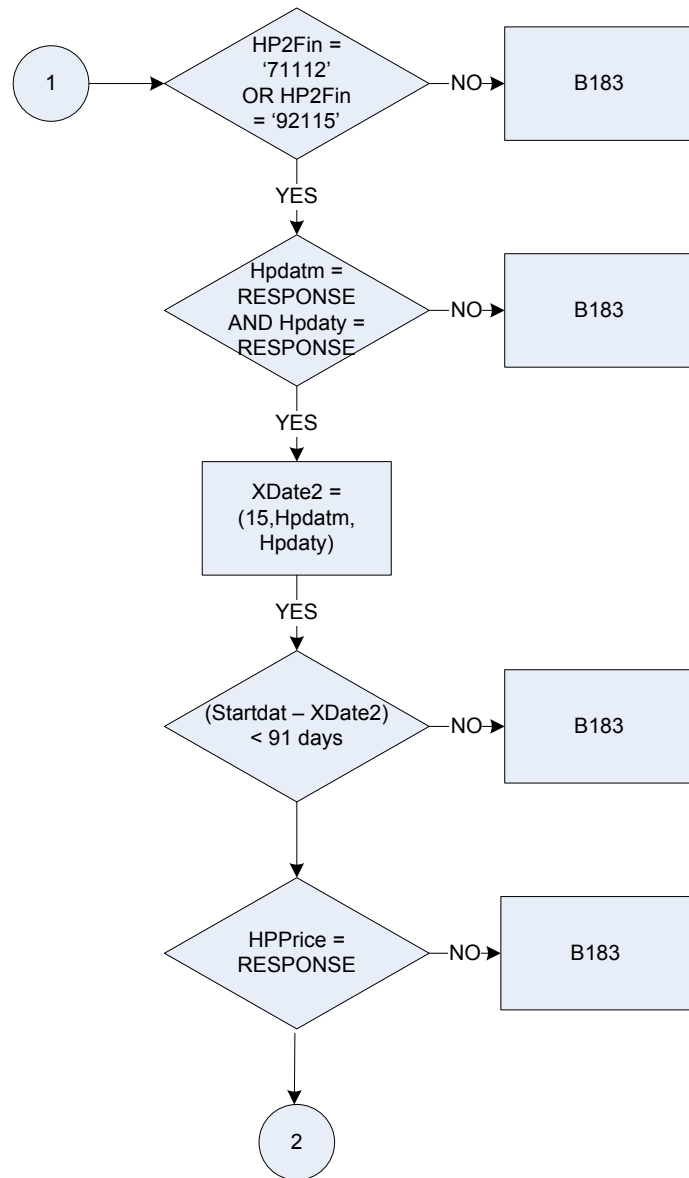 1
HP2Fin =
‘71112’
OR HP2Fin
= ‘92115’
NO
B183
YES
Hpdatm =
RESPONSE
AND Hpdaty =
RESPONSE
NO
B183
YES
XDate2 =
(15,Hpdatm,
Hpdaty)
YES
(Startdat – XDate2)
< 91 days
NO
B183
HPPrice =
RESPONSE
NO
B183
2